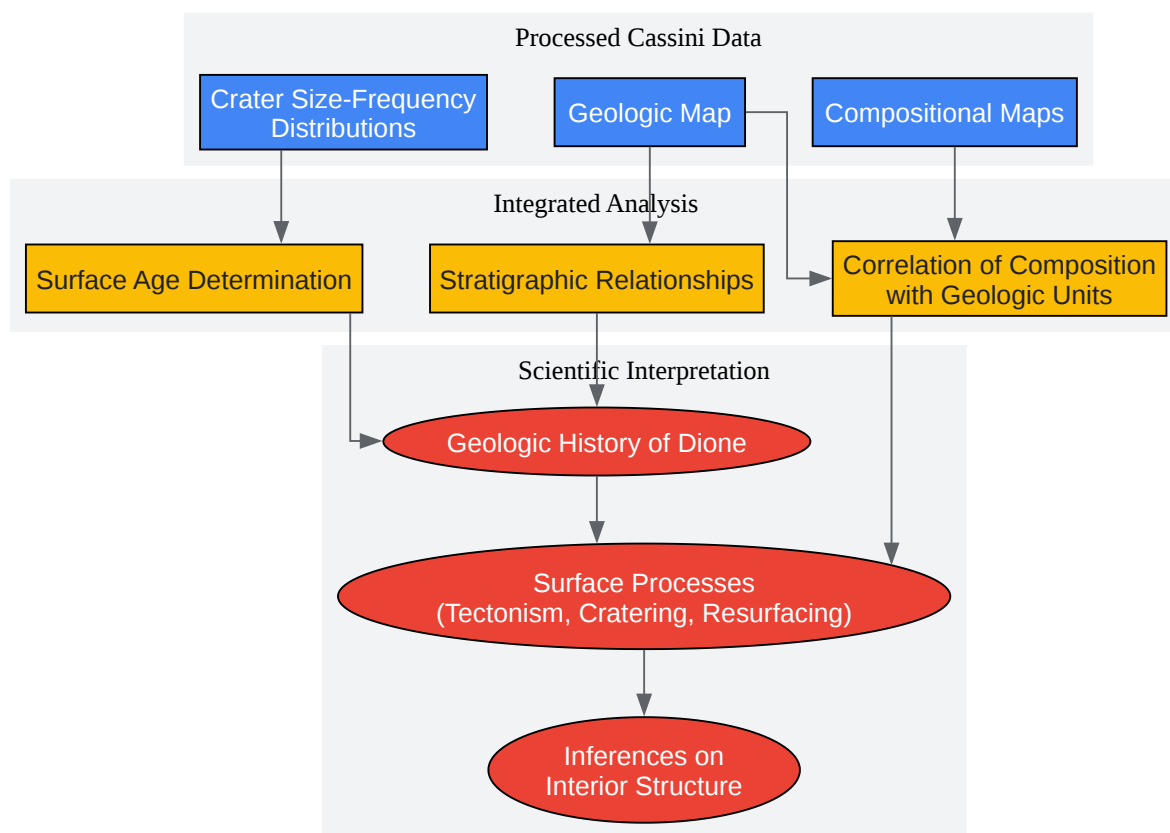 Processed Cassini Data
Crater Size-Frequency
Distributions
Geologic Map
Compositional Maps
Integrated Analysis
Surface Age Determination
Stratigraphic Relationships
Correlation of Composition
with Geologic Units
Scientific Interpretation
Geologic History of Dione
Surface Processes
(Tectonism, Cratering, Resurfacing)
Inferences on
Interior Structure